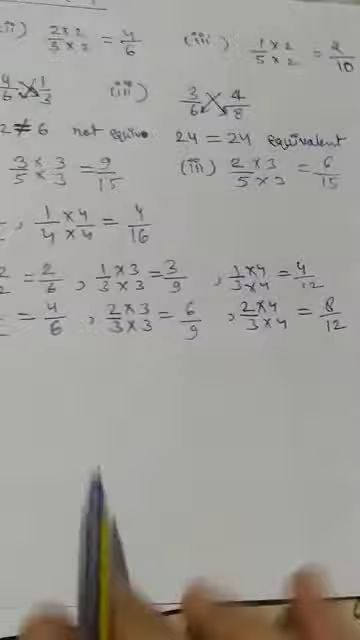 ii) 2 × 2 / 3 × 2 = 4/6 (iii) 1 × 2 / 5 × 2 = 2/10
4/6 1/3 (iii) 3/6 4/8
2 ≠ 6 not equiv. 24 = 24 equivalent
3 × 3 / 5 × 3 = 9/15 (iii) 2 × 3 / 5 × 3 = 6/15
, 1 × 4 / 4 × 4 = 4/16
= 2/6 , 1 × 3 / 3 × 3 = 3/9 , 1 × 4 / 3 × 4 = 4/12
= 4/6 , 2 × 3 / 3 × 3 = 6/9 , 2 × 4 / 3 × 4 = 8/12